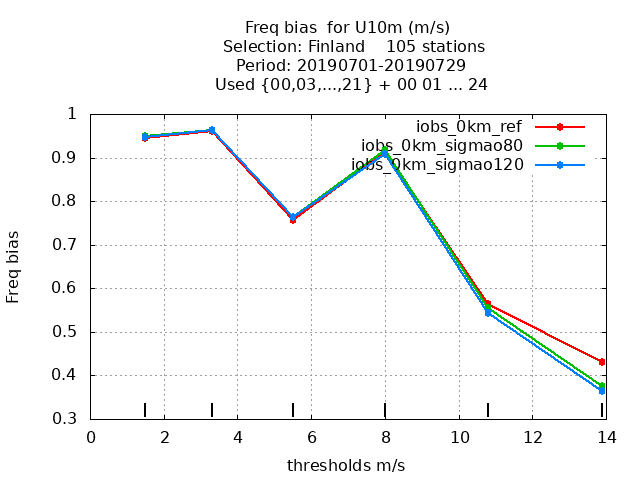 Freq bias  for U10m (m/s)
Selection: Finland    105 stations
Period: 20190701-20190729
Used {00,03,...,21} + 00 01 ... 24
iobs_0km_ref
iobs_0km_sigmao80
iobs_0km_sigmao120
Freq bias
1
0.9
0.8
0.7
0.6
0.5
0.4
0.3
0 2 4 6 8 10 12 14
thresholds m/s